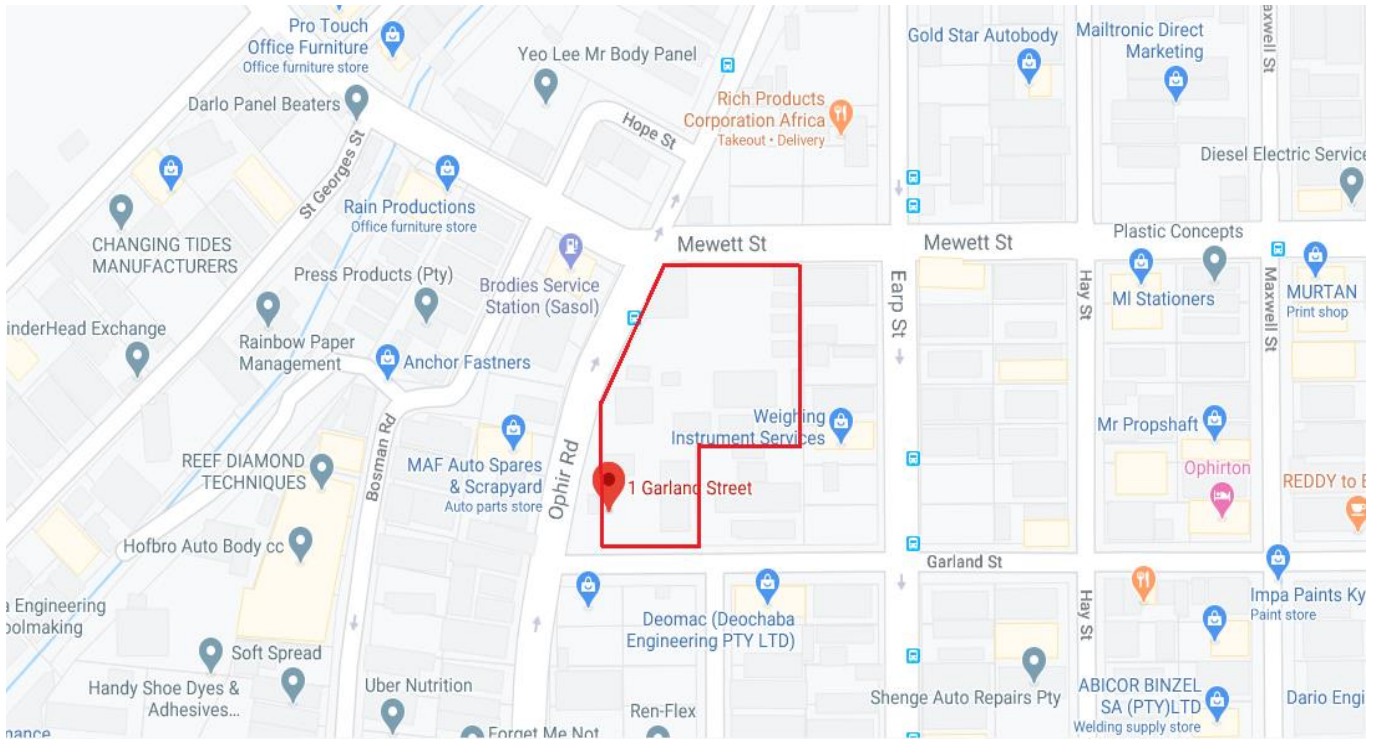 Pro Touch
Office Furniture
Office furniture store
Yeo Lee Mr Body Panel
Gold Star Autobody
Mailtronic Direct
Marketing
Maxwell St
Darlo Panel Beaters
Hope St
Rich Products
Corporation Africa
Takeout • Delivery
Diesel Electric Service
St Georges St
Rain Productions
Office furniture store
CHANGING TIDES
MANUFACTURERS
Mewett St
Mewett St
Plastic Concepts
Press Products (Pty)
Brodies Service
Station (Sasol)
Earp St
Hay St
Ml Stationers
Maxwell St
MURTAN
Print shop
inderHead Exchange
Rainbow Paper
Management
Anchor Fastners
Weighing
Instrument Services
Mr Propshaft
REEF DIAMOND
TECHNIQUES
Bosman Rd
MAF Auto Spares
& Scrapyard
Auto parts store
Ophir Rd
1 Garland Street
Ophirton
REDDY to E
Hofbro Auto Body cc
Garland St
a Engineering
oolmaking
Deomac (Deochaba
Engineering PTY LTD)
Hay St
Impa Paints Ky
Paint store
Soft Spread
Handy Shoe Dyes &
Adhesives...
Uber Nutrition
Ren-Flex
Shenge Auto Repairs Pty
ABICOR BINZEL
SA (PTY)LTD
Welding supply store
Dario Engi
nance
Forget Me Not